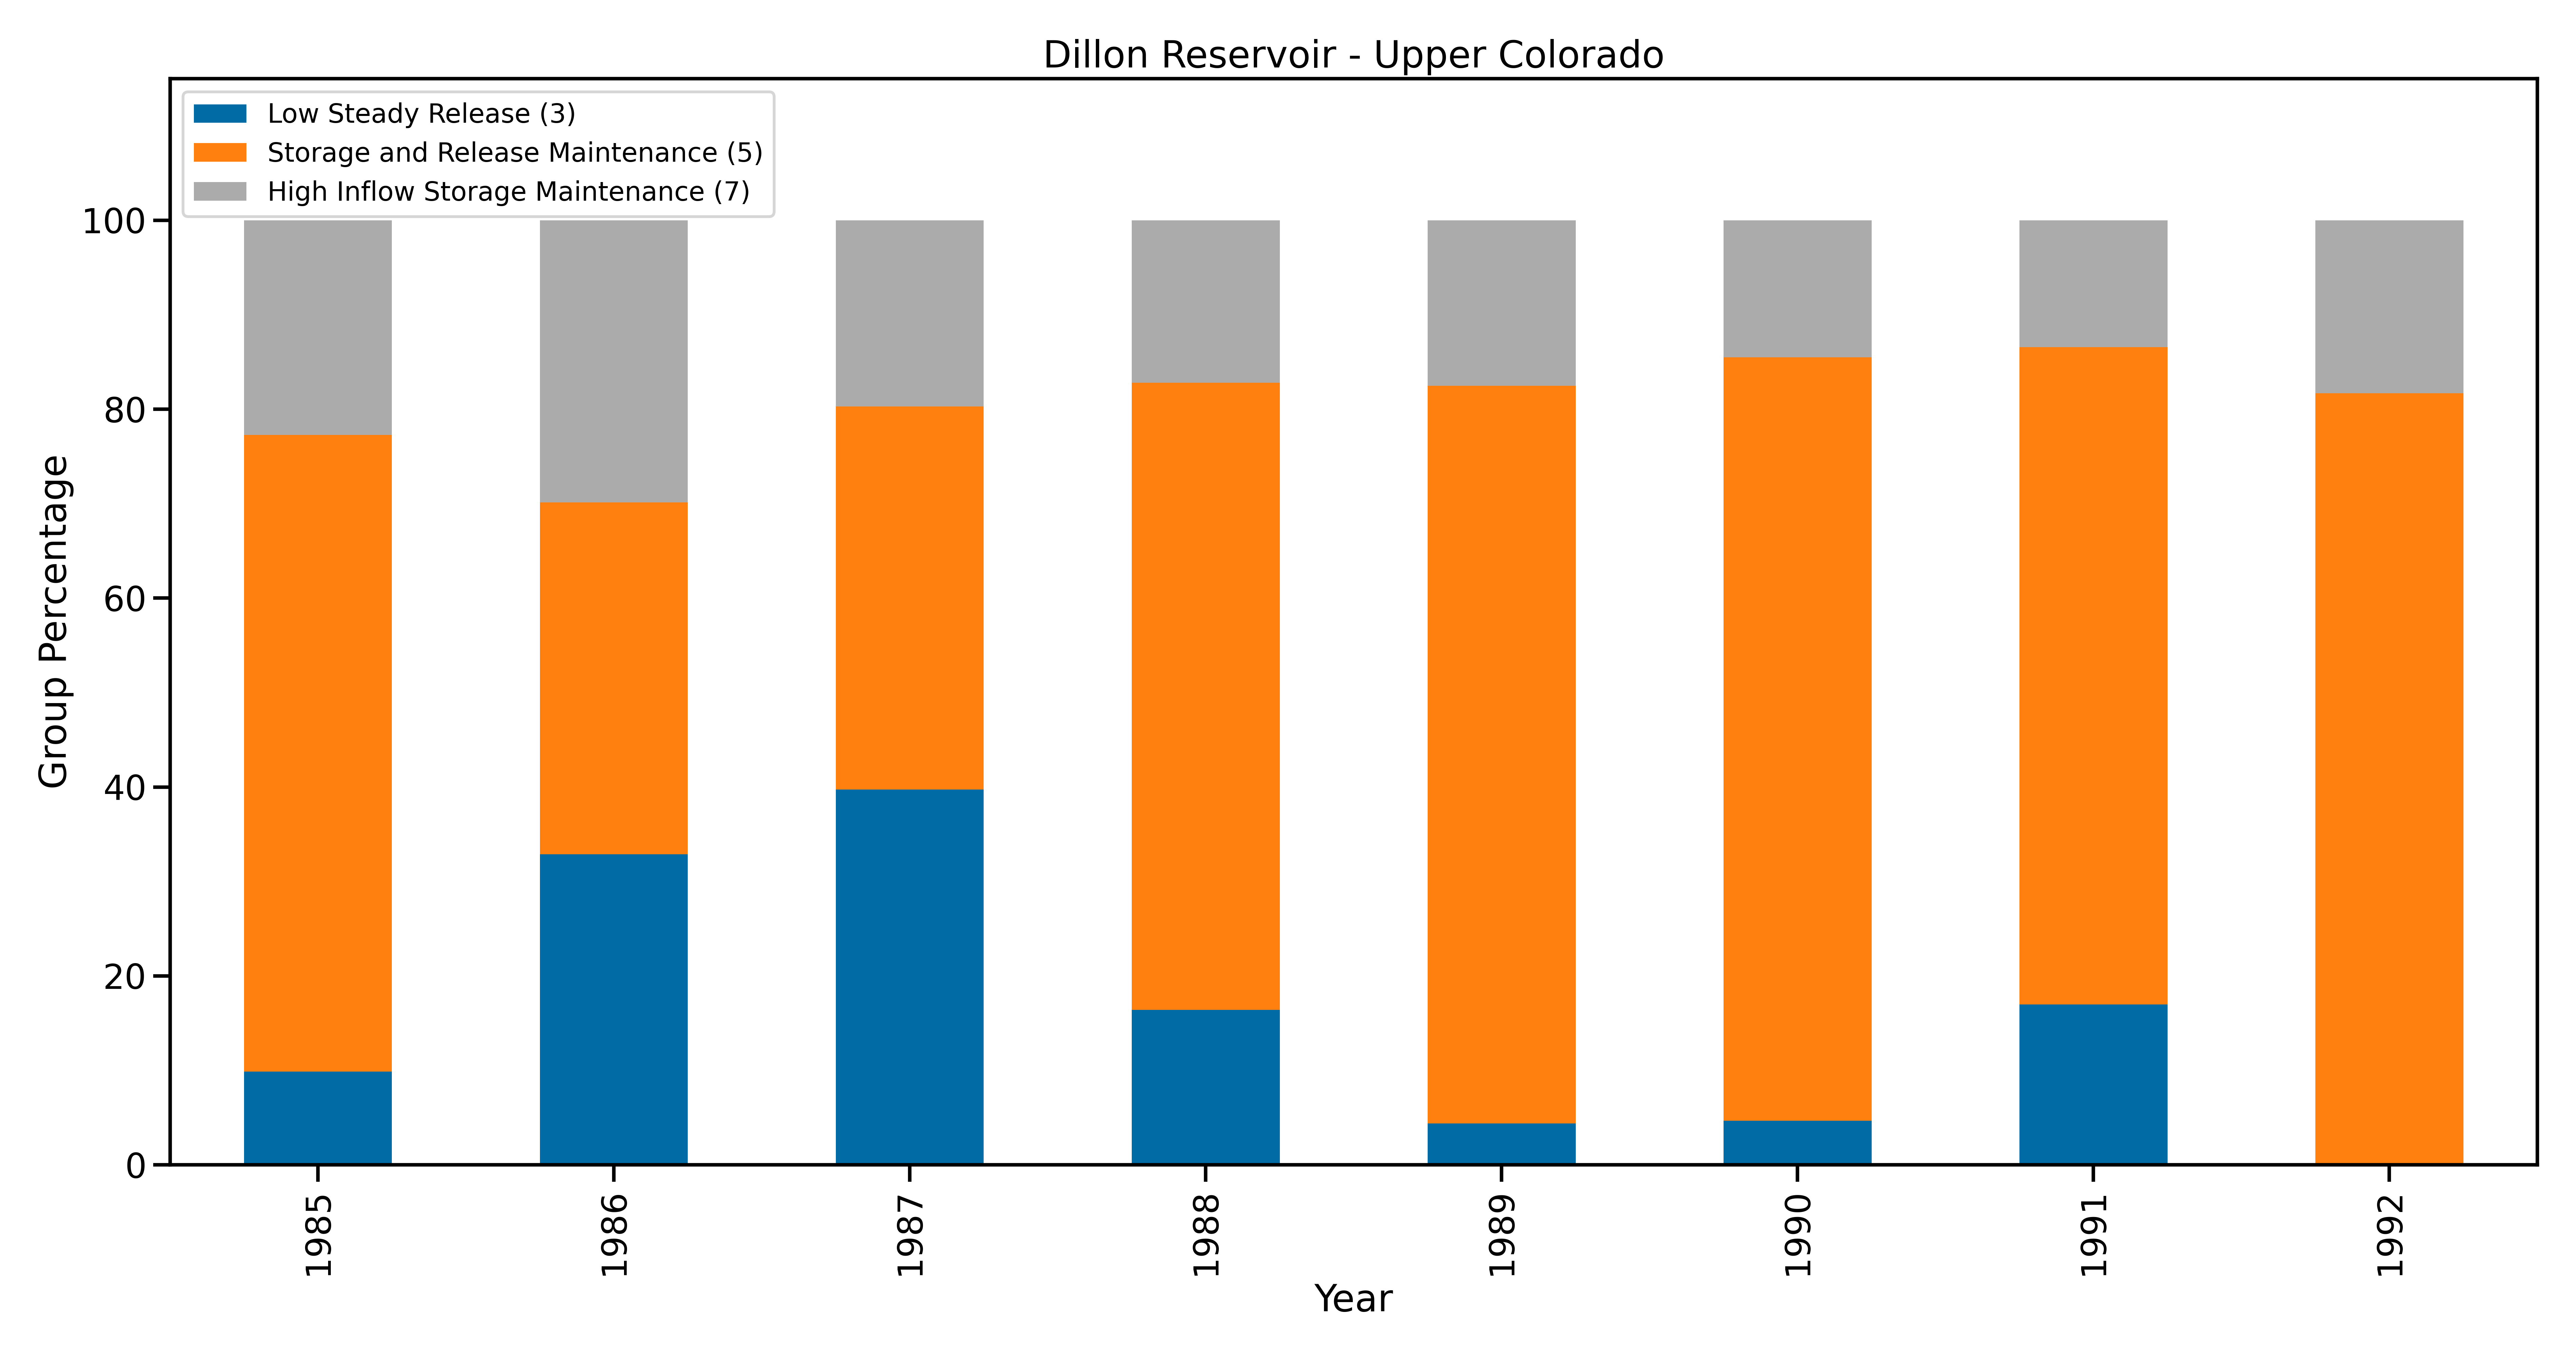 Dillon Reservoir - Upper Colorado
Low Steady Release (3)
Storage and Release Maintenance (5)
High Inflow Storage Maintenance (7)
Group Percentage
100
80
60
40
20
0
1985
1986
1987
1988
1989
1990
1991
1992
Year